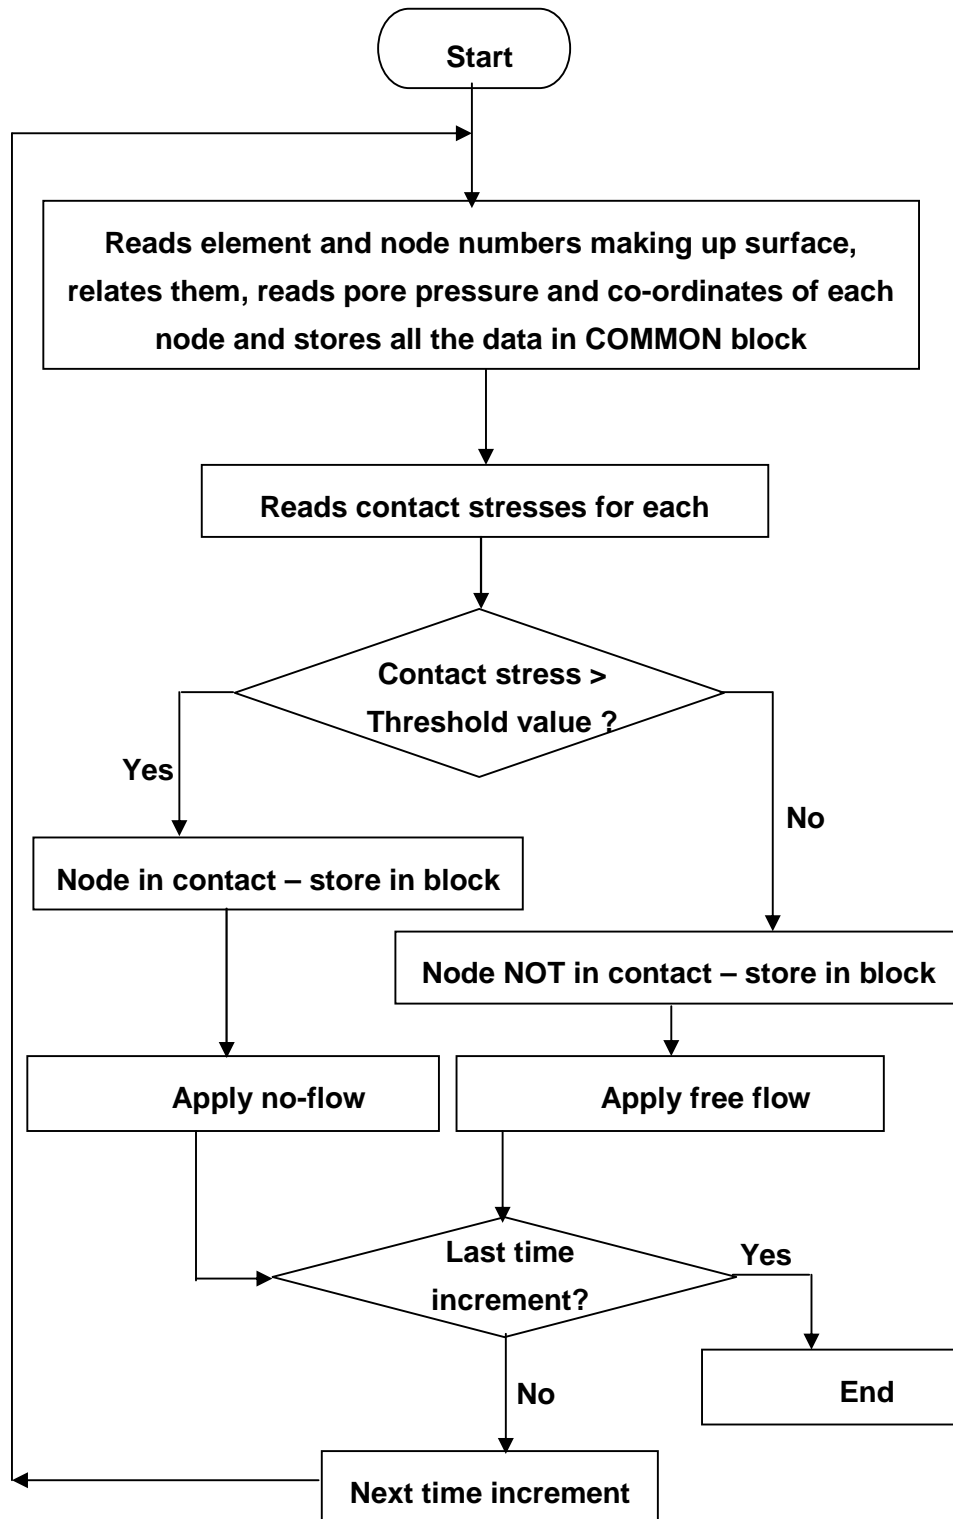 Start
Reads element and node numbers making up surface,
relates them, reads pore pressure and co-ordinates of each
node and stores all the data in COMMON block
Reads contact stresses for each
Contact stress >
Threshold value ?
Yes
No
Node in contact – store in block
Node NOT in contact – store in block
Apply no-flow
Apply free flow
Last time
increment?
Yes
End
No
Next time increment